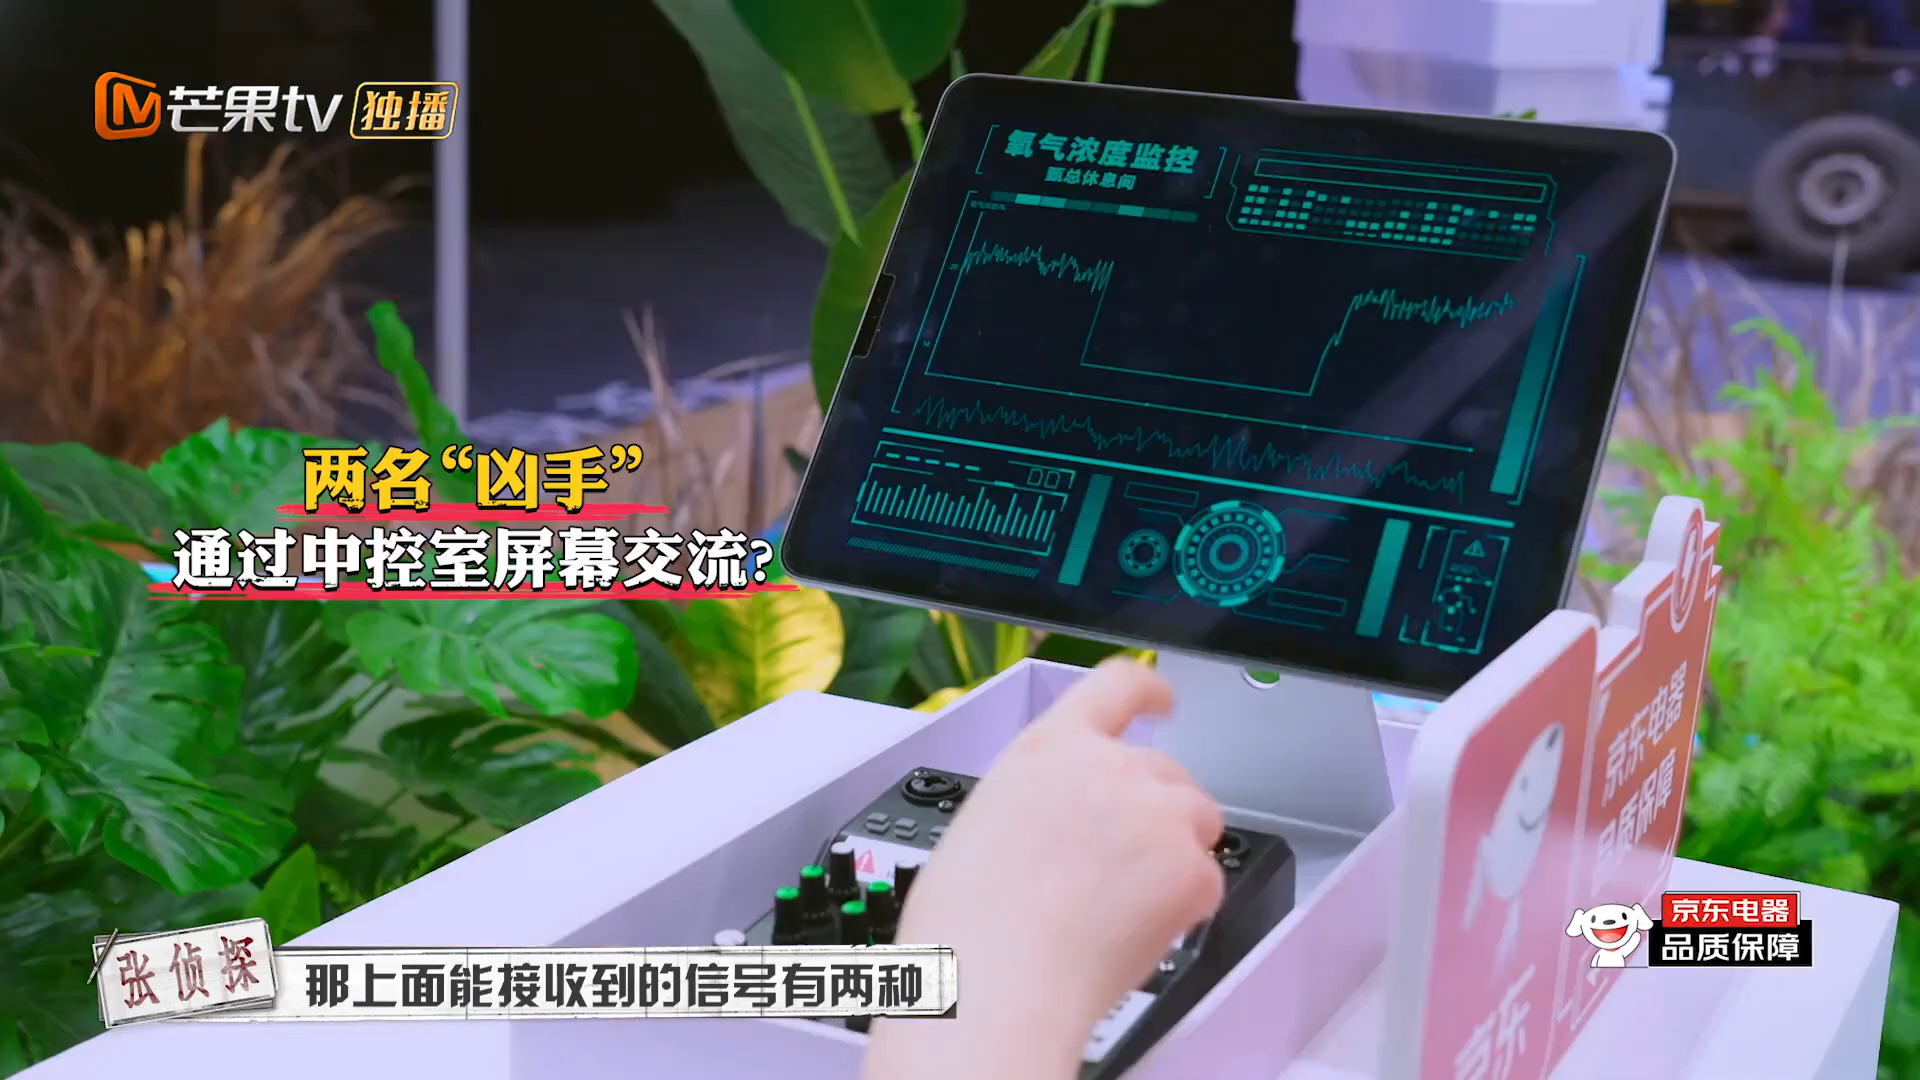 芒果tv 独播
氧气浓度监控
甄总休息间
两名“凶手”
通过中控室屏幕交流?
京东电器
品质保障
京东
张侦探
那上面能接收到的信号有两种
京东电器
品质保障